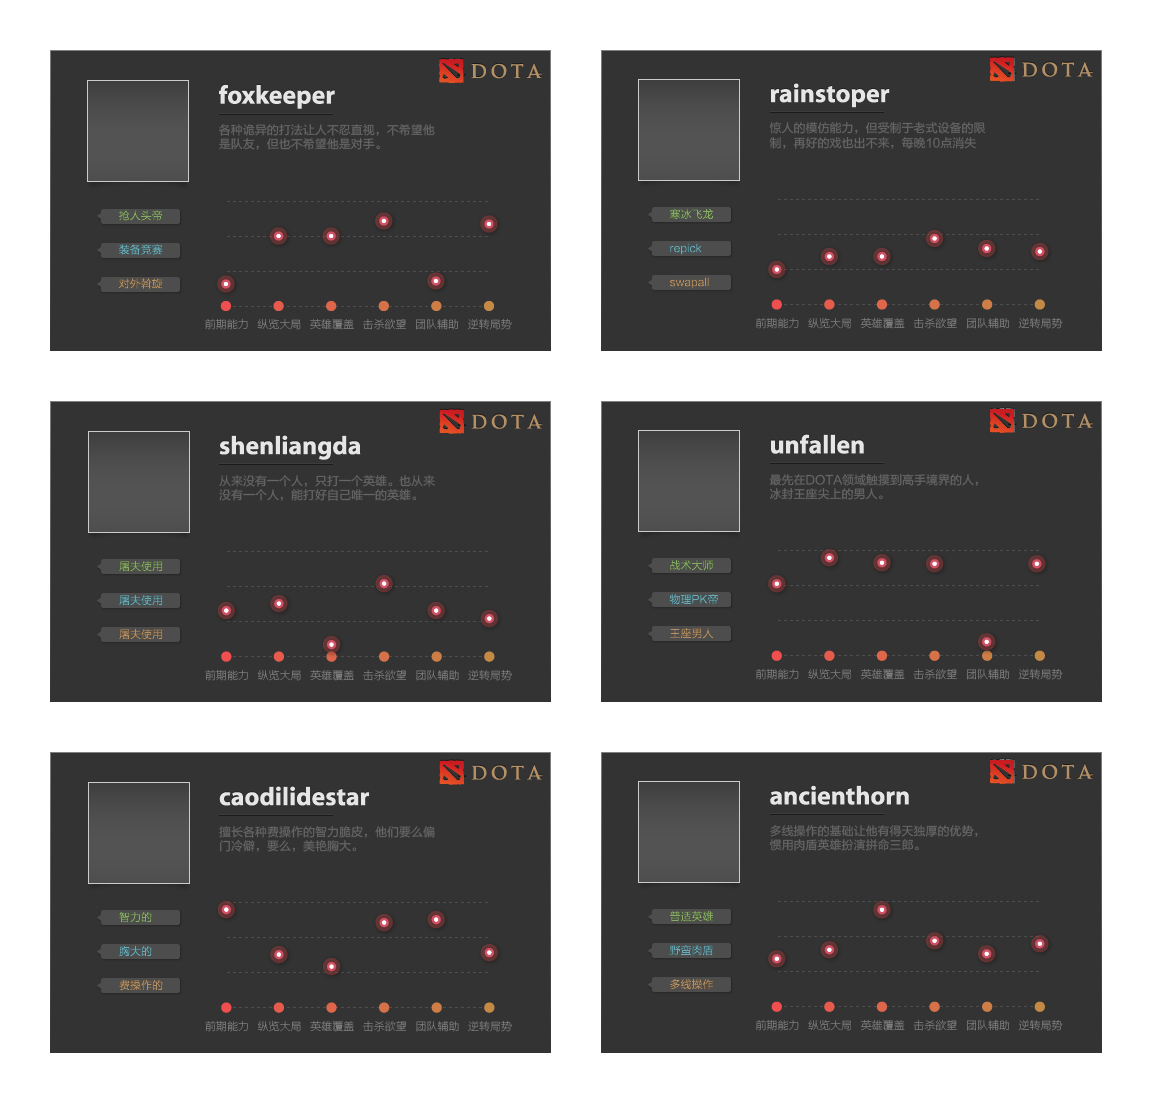 DOTA
foxkeeper
各种诡异的打法让人不忍直视，不希望他
是队友，但也不希望他是对手。
抢人头帝
装备竞赛
对外斡旋
前期能力 纵览大局 英雄覆盖 击杀欲望 团队辅助 逆转局势
DOTA
rainstoper
惊人的模仿能力，但受制于老式设备的限
制，再好的戏也出不来，每晚10点消失
寒冰飞龙
repick
swapall
前期能力 纵览大局 英雄覆盖 击杀欲望 团队辅助 逆转局势
DOTA
shenliangda
从来没有一个人，只打一个英雄。也从来
没有一个人，能打好自己唯一的英雄。
屠夫使用
屠夫使用
屠夫使用
前期能力 纵览大局 英雄覆盖 击杀欲望 团队辅助 逆转局势
DOTA
unfallen
最先在DOTA领域触摸到高手境界的人，
冰封王座尖上的男人。
战术大师
物理PK帝
王座男人
前期能力 纵览大局 英雄覆盖 击杀欲望 团队辅助 逆转局势
DOTA
caodilidestar
擅长各种费操作的智力脆皮，他们要么偏
门冷僻，要么，美艳胸大。
智力的
胸大的
费操作的
前期能力 纵览大局 英雄覆盖 击杀欲望 团队辅助 逆转局势
DOTA
ancienthorn
多线操作的基础让他有得天独厚的优势，
惯用肉盾英雄扮演拼命三郎。
普适英雄
野蛮肉盾
多线操作
前期能力 纵览大局 英雄覆盖 击杀欲望 团队辅助 逆转局势